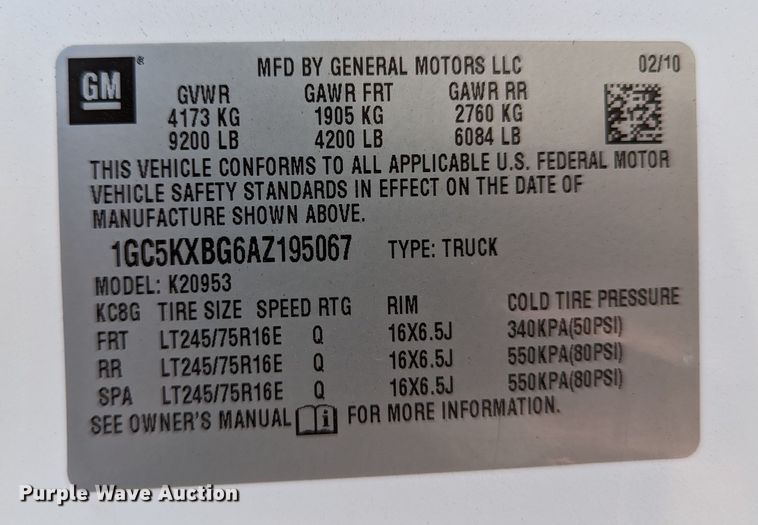 GM ® MFD BY GENERAL MOTORS LLC 02/10
GVWR GAWR FRT GAWR RR
4173 KG 1905 KG 2760 KG
9200 LB 4200 LB 6084 LB
THIS VEHICLE CONFORMS TO ALL APPLICABLE U.S. FEDERAL MOTOR
VEHICLE SAFETY STANDARDS IN EFFECT ON THE DATE OF
MANUFACTURE SHOWN ABOVE.
1GC5KXBG6AZ195067 TYPE: TRUCK
MODEL: K20953
KC8G TIRE SIZE SPEED RTG RIM COLD TIRE PRESSURE
FRT LT245/75R16E Q 16X6.5J 340KPA(50PSI)
RR LT245/75R16E Q 16X6.5J 550KPA(80PSI)
SPA LT245/75R16E Q 16X6.5J 550KPA(80PSI)
SEE OWNER'S MANUAL i FOR MORE INFORMATION.
Purple Wave Auction